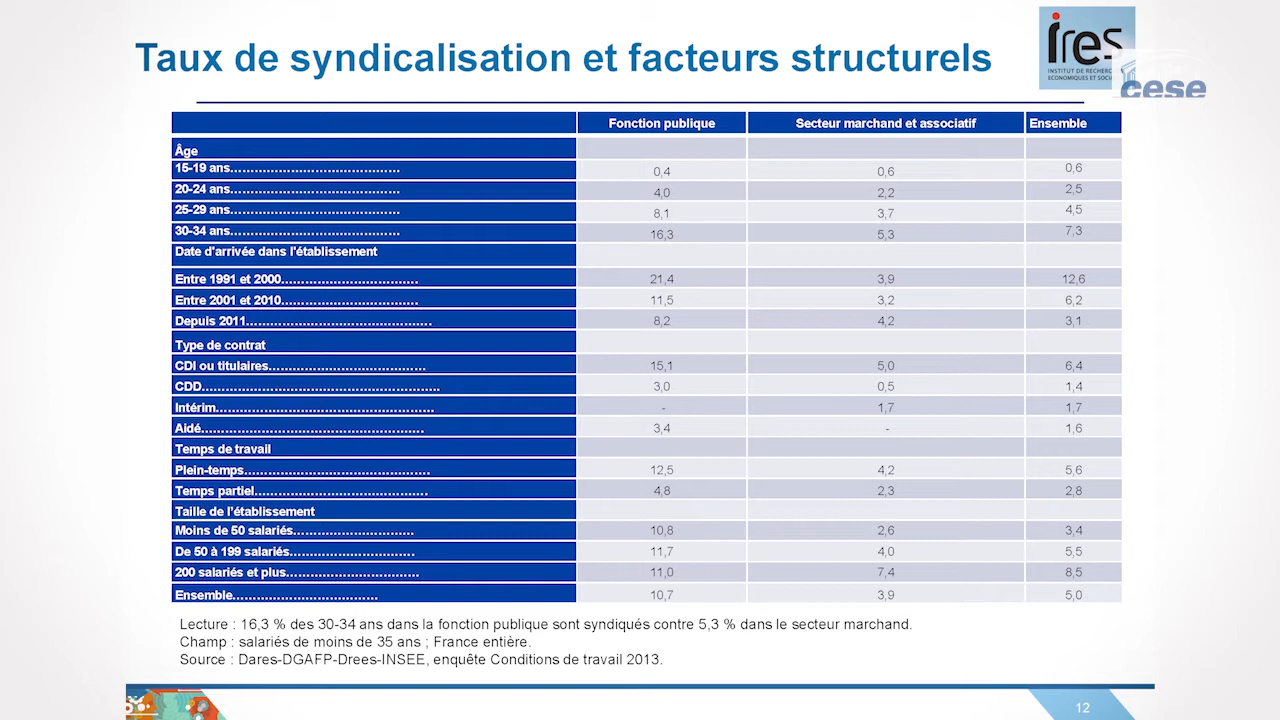 Taux de syndicalisation et facteurs structurels
ires
INSTITUT DE RECHERCHES
ECONOMIQUES ET SOCIALES
cese
Fonction publique Secteur marchand et associatif Ensemble
Âge
15-19 ans…………………………………… 0,4 0,6 0,6
20-24 ans…………………………………… 4,0 2,2 2,5
25-29 ans…………………………………… 8,1 3,7 4,5
30-34 ans…………………………………… 16,3 5,3 7,3
Date d'arrivée dans l'établissement
Entre 1991 et 2000……………………………. 21,4 3,9 12,6
Entre 2001 et 2010……………………………. 11,5 3,2 6,2
Depuis 2011………………………………………. 8,2 4,2 3,1
Type de contrat
CDI ou titulaires………………………………… 15,1 5,0 6,4
CDD………………………………………………….. 3,0 0,5 1,4
Intérim……………………………………………… - 1,7 1,7
Aidé………………………………………………. 3,4 - 1,6
Temps de travail
Plein-temps………………………………………. 12,5 4,2 5,6
Temps partiel……………………………………. 4,8 2,3 2,8
Taille de l'établissement
Moins de 50 salariés………………………… 10,8 2,6 3,4
De 50 à 199 salariés…………………………. 11,7 4,0 5,5
200 salariés et plus…………………………… 11,0 7,4 8,5
Ensemble……………………………… 10,7 3,9 5,0
Lecture : 16,3 % des 30-34 ans dans la fonction publique sont syndiqués contre 5,3 % dans le secteur marchand.
Champ : salariés de moins de 35 ans ; France entière.
Source : Dares-DGAFP-Drees-INSEE, enquête Conditions de travail 2013.
12